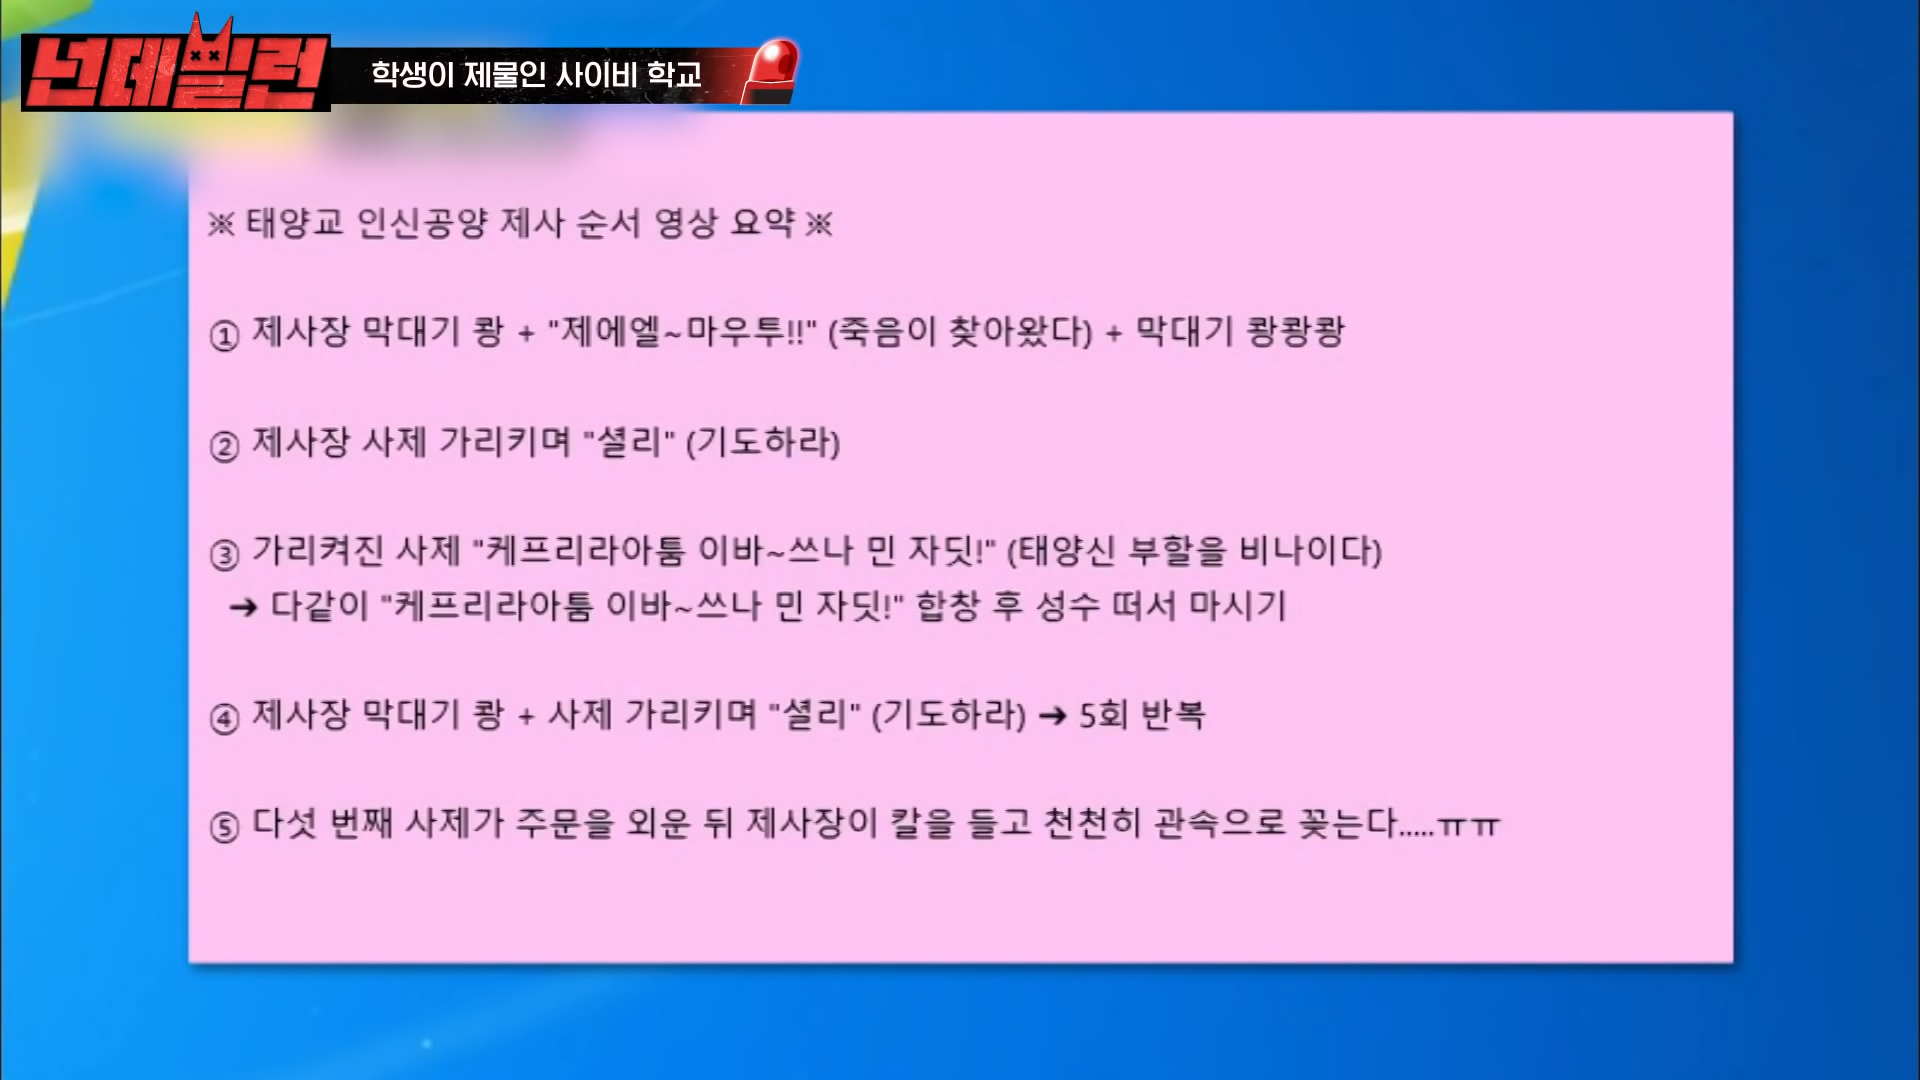 넌데빌런
학생이 제물인 사이비 학교
※ 태양교 인신공양 제사 순서 영상 요약 ※
① 제사장 막대기 쾅 + "제에엘~마우투!!" (죽음이 찾아왔다) + 막대기 쾅쾅쾅
② 제사장 사제 가리키며 "셜리" (기도하라)
③ 가리켜진 사제 "케프리라아툼 이바~쓰나 민 자딧!" (태양신 부활을 비나이다)
➔ 다같이 "케프리라아툼 이바~쓰나 민 자딧!" 합창 후 성수 떠서 마시기
④ 제사장 막대기 쾅 + 사제 가리키며 "셜리" (기도하라) ➔ 5회 반복
⑤ 다섯 번째 사제가 주문을 외운 뒤 제사장이 칼을 들고 천천히 관속으로 꽂는다.....ㅠㅠ